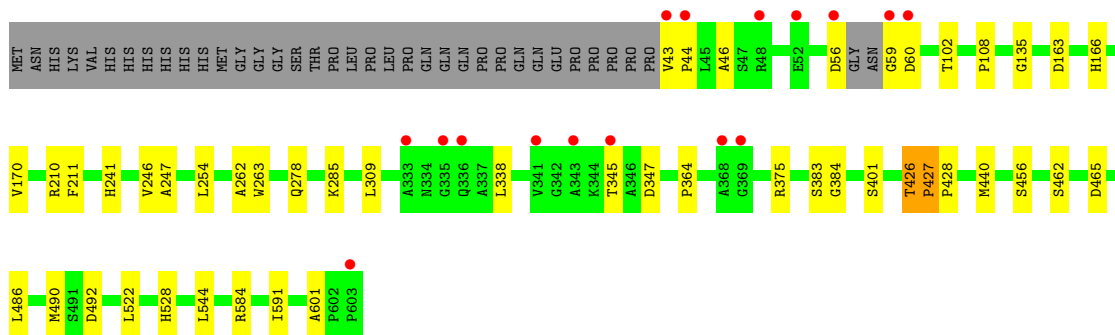 MET ASN HIS LYS VAL HIS HIS HIS HIS HIS HIS MET GLY GLY GLY SER THR PRO LEU PRO LEU PRO GLN GLN GLN PRO PRO GLN GLN GLU PRO PRO PRO PRO PRO V43 P44 L45 A46 S47 R48 E52 D56 GLY ASN G59 D60 T102 P108 G135 D163 H166
V170 R210 F211 H241 V246 A247 L254 A262 W263 Q278 K285 L309 A333 N334 G335 Q336 A337 L338 V341 G342 A343 K344 T345 A346 D347 P364 A368 G369 R375 S383 G384 S401 T426 P427 P428 M440 S456 S462 D465
L486 M490 S491 D492 L522 H528 L544 R584 I591 A601 P602 P603